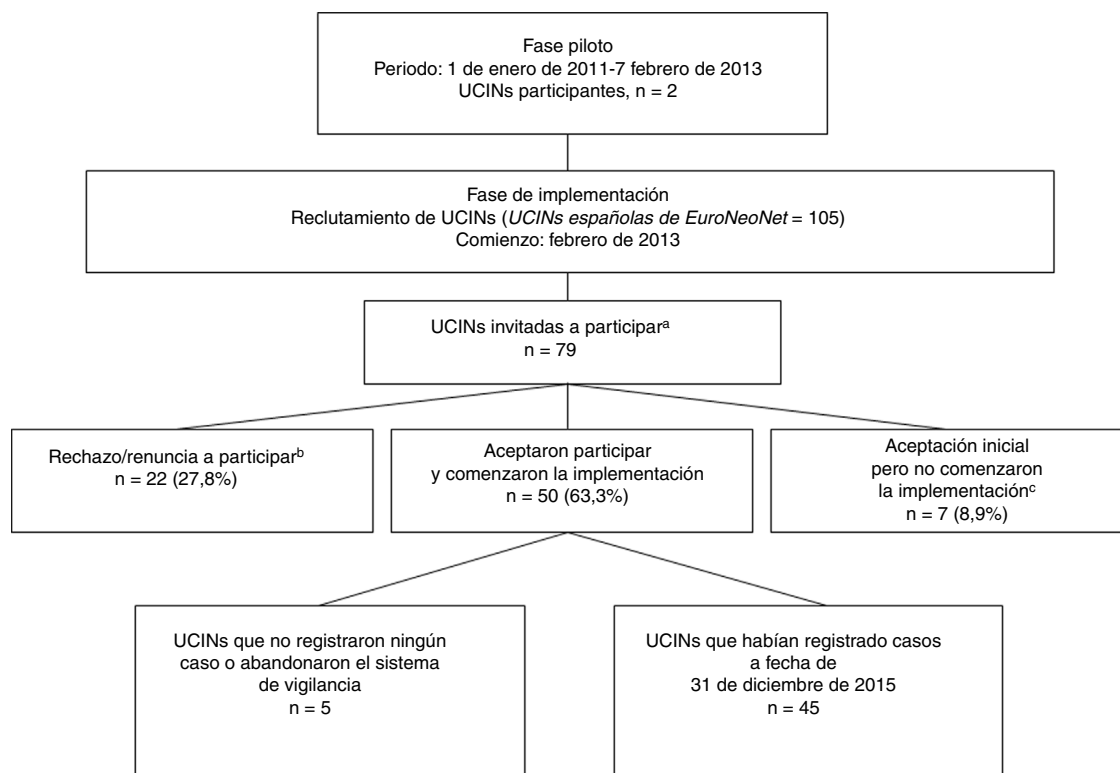 Fase piloto
Periodo: 1 de enero de 2011-7 febrero de 2013
UCINs participantes, n = 2
Fase de implementación
Reclutamiento de UCINs (UCINs españolas de EuroNeoNet = 105)
Comienzo: febrero de 2013
UCINs invitadas a participarᵃ
n = 79
Rechazo/renuncia a participarᵇ
n = 22 (27,8%)
Aceptaron participar
y comenzaron la implementación
n = 50 (63,3%)
Aceptación inicial
pero no comenzaron
la implementaciónᶜ
n = 7 (8,9%)
UCINs que no registraron ningún
caso o abandonaron el sistema
de vigilancia
n = 5
UCINs que habían registrado casos
a fecha de
31 de diciembre de 2015
n = 45